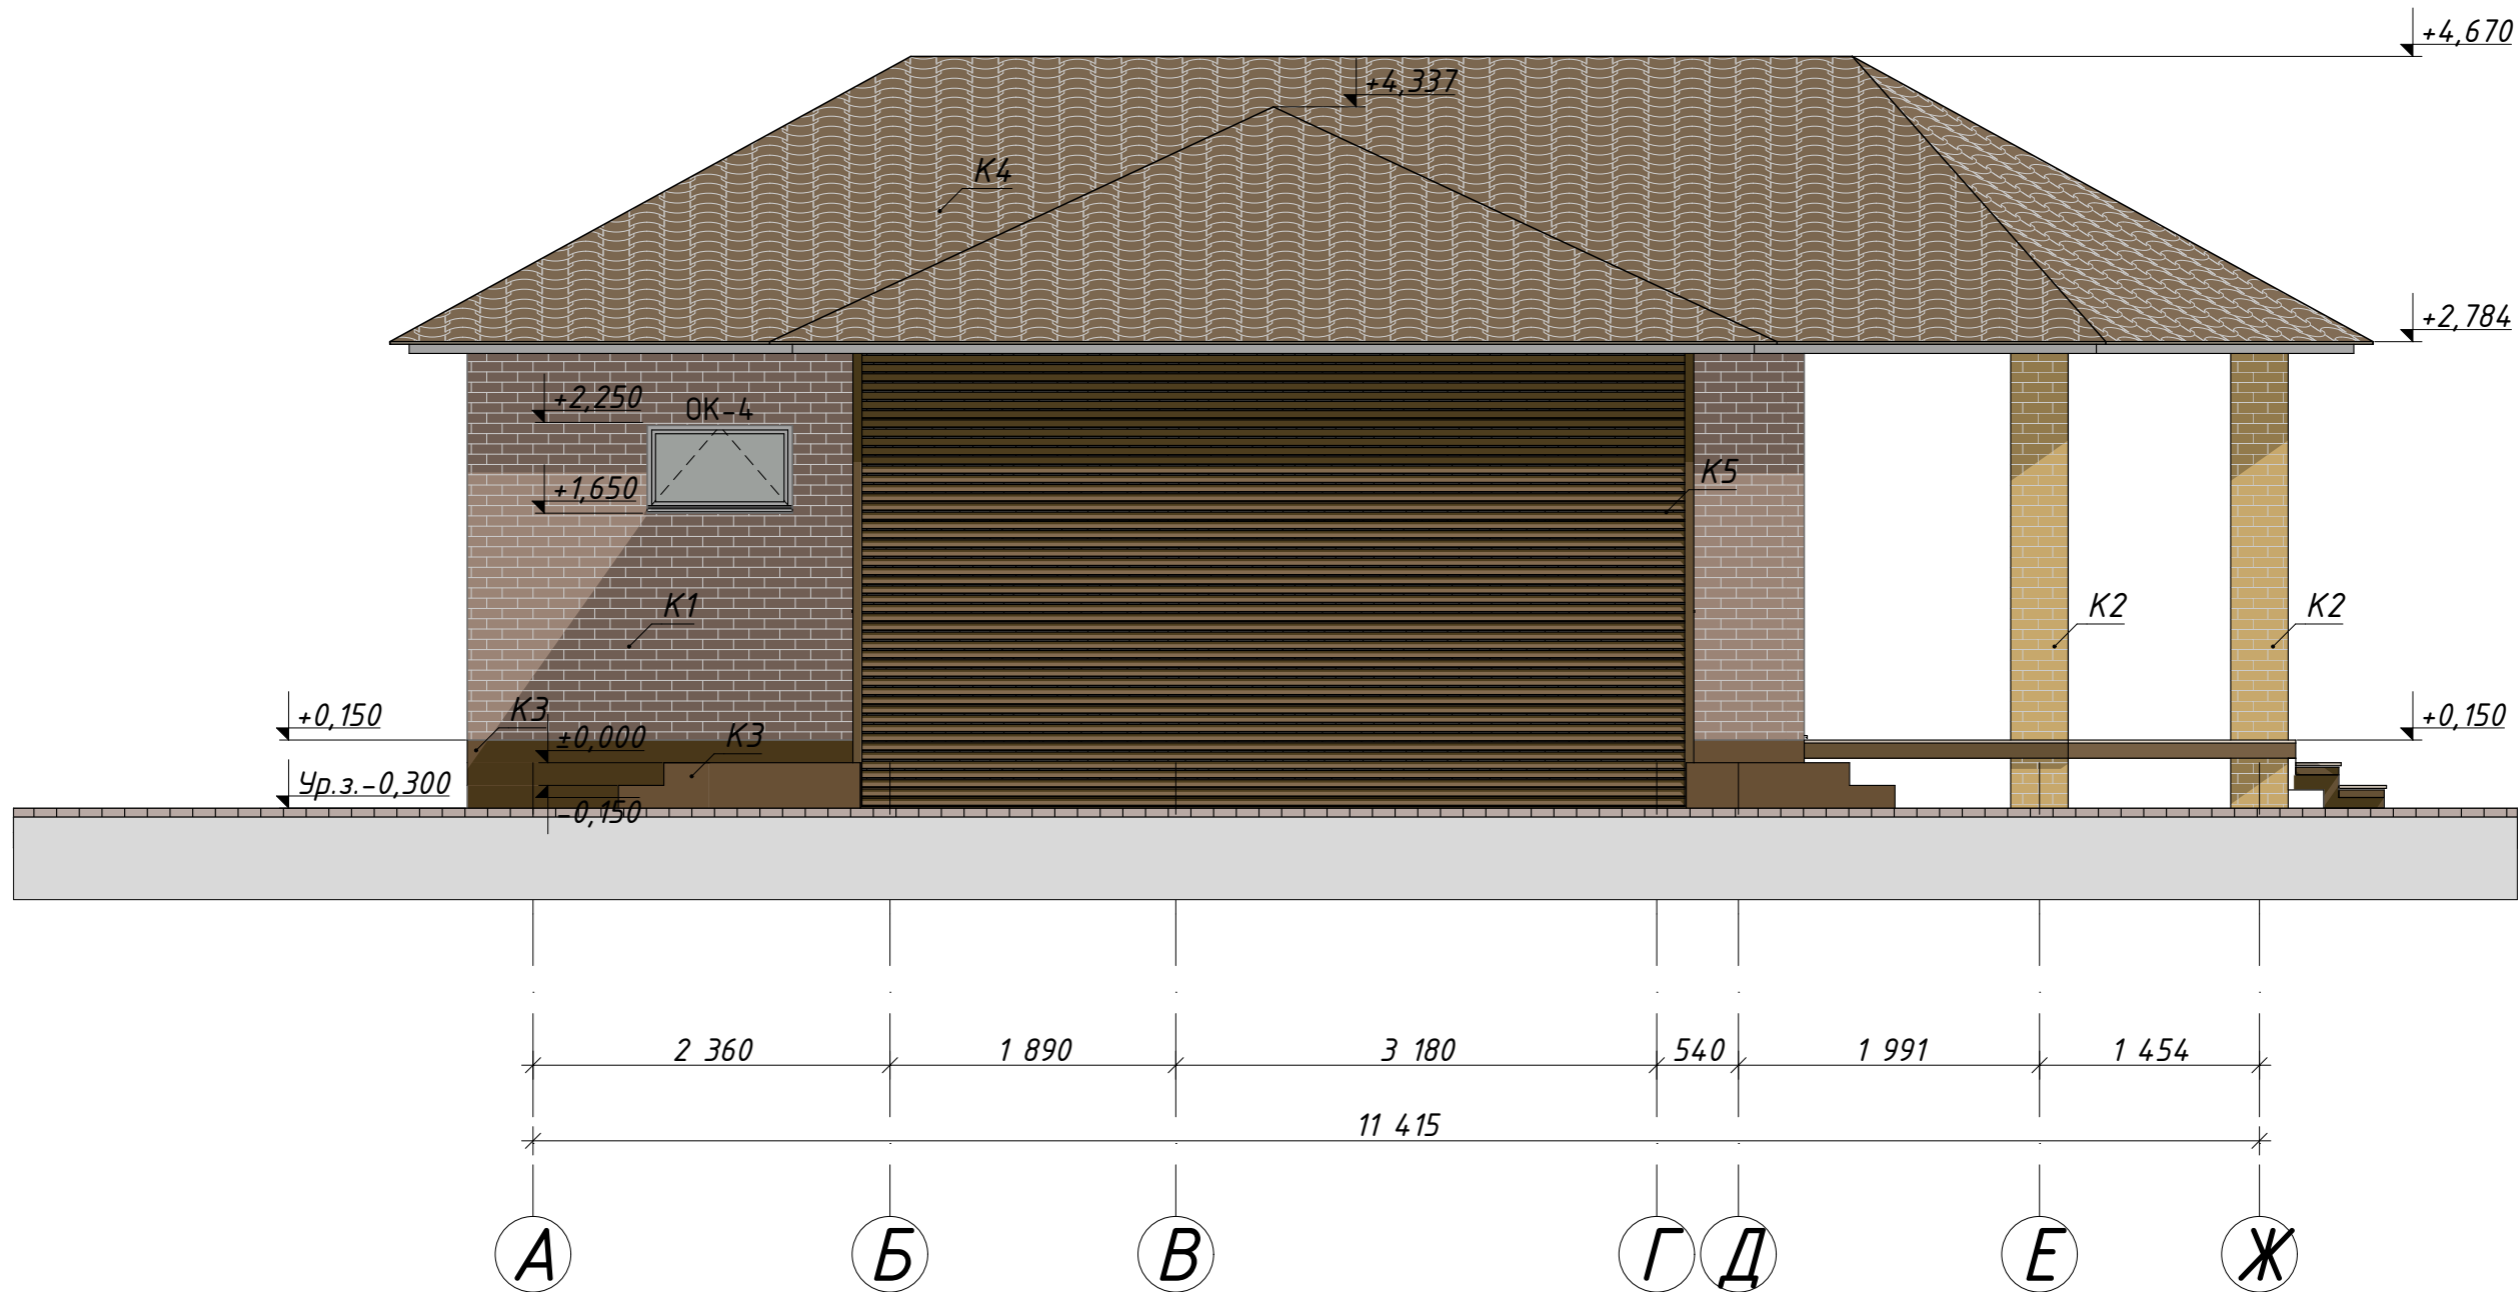 +4,670
+4,337
К4
+2,784
+2,250
ОК-4
К5
+1,650
К1
К2
К2
К3
+0,150
±0,000
К3
+0,150
Ур.з.-0,300
-0,150
2 360
1 890
3 180
540
1 991
1 454
11 415
А
Б
В
Г
Д
Е
Ж